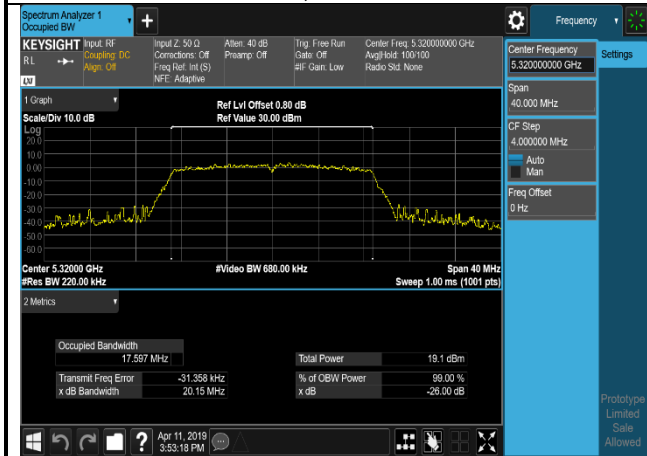 Spectrum Analyzer 1
Occupied BW
+
Frequency
KEYSIGHT
RL
LXI
Input: RF
Coupling: DC
Align: Off
Input Z: 50 Ω
Corrections: Off
Freq Ref: Int (S)
NFE: Adaptive
Atten: 40 dB
Preamp: Off
Trig: Free Run
Gate: Off
#IF Gain: Low
Center Freq: 5.320000000 GHz
Avg|Hold: 100/100
Radio Std: None
Center Frequency
5.320000000 GHz
Settings
Span
40.000 MHz
CF Step
4.000000 MHz
Auto
Man
Freq Offset
0 Hz
1 Graph
Scale/Div 10.0 dB
Ref Lvl Offset 0.80 dB
Ref Value 30.00 dBm
Log
20.0
10.0
0.00
-10.0
-20.0
-30.0
-40.0
-50.0
-60.0
Center 5.32000 GHz
#Res BW 220.00 kHz
#Video BW 680.00 kHz
Span 40 MHz
Sweep 1.00 ms (1001 pts)
2 Metrics
Occupied Bandwidth
17.597 MHz
Total Power 19.1 dBm
Transmit Freq Error -31.358 kHz
% of OBW Power 99.00 %
x dB Bandwidth 20.15 MHz
x dB -26.00 dB
Prototype
Limited
Sale
Allowed
?
Apr 11, 2019
3:53:18 PM